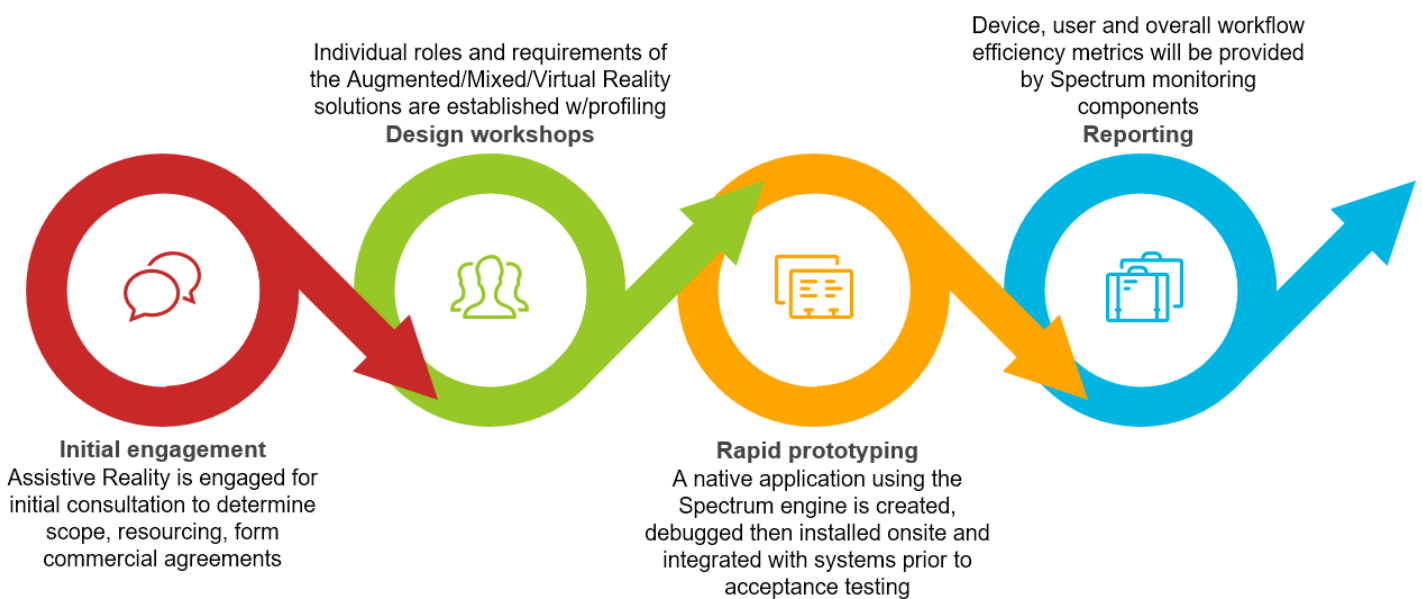 Initial engagement
Assistive Reality is engaged for
initial consultation to determine
scope, resourcing, form
commercial agreements
Individual roles and requirements of
the Augmented/Mixed/Virtual Reality
solutions are established w/profiling
Design workshops
Rapid prototyping
A native application using the
Spectrum engine is created,
debugged then installed onsite and
integrated with systems prior to
acceptance testing
Device, user and overall workflow
efficiency metrics will be provided
by Spectrum monitoring
components
Reporting